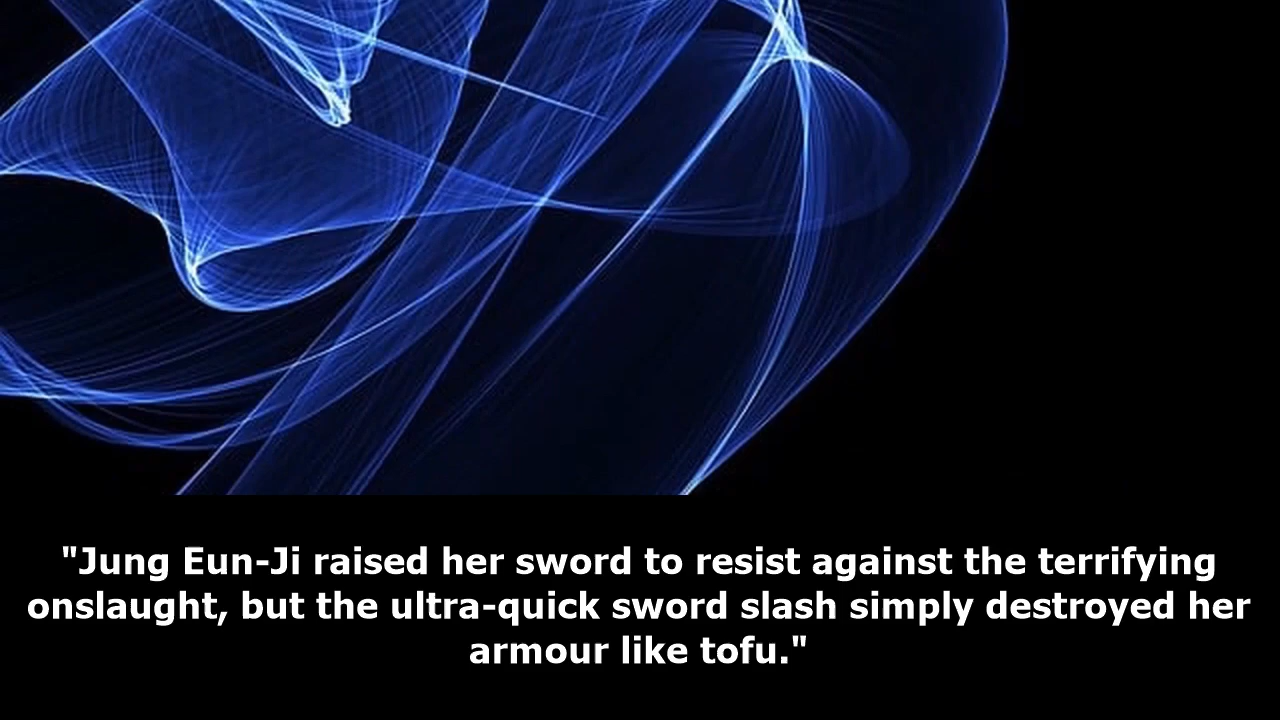 "Jung Eun-Ji raised her sword to resist against the terrifying
onslaught, but the ultra-quick sword slash simply destroyed her
armour like tofu."